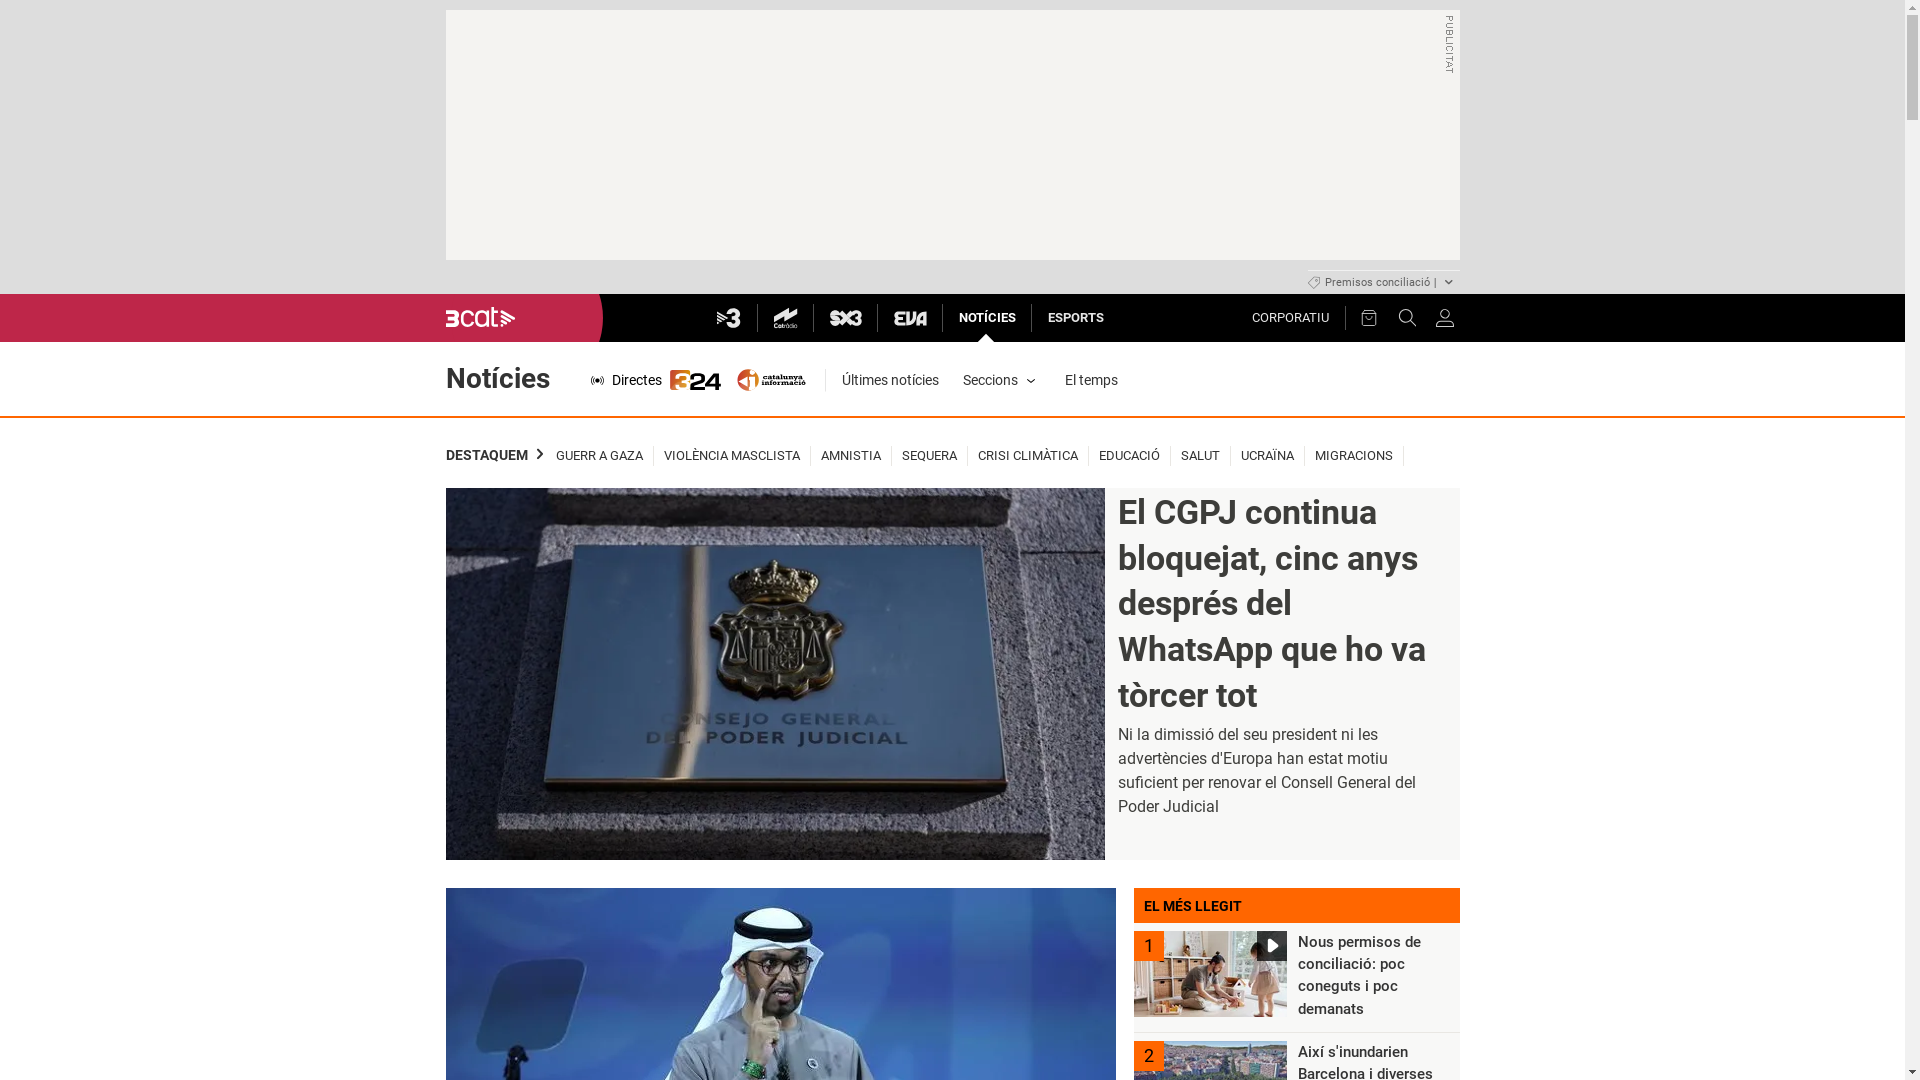 PUBLICITAT
Premisos conciliació |
3cat
3
Catràdio
SX3
EVA
NOTÍCIES
ESPORTS
CORPORATIU
Notícies
Directes
324
catalunya
informació
Últimes notícies
Seccions
El temps
DESTAQUEM
GUERR A GAZA
VIOLÈNCIA MASCLISTA
AMNISTIA
SEQUERA
CRISI CLIMÀTICA
EDUCACIÓ
SALUT
UCRAÏNA
MIGRACIONS
CONSEJO GENERAL
DEL PODER JUDICIAL
El CGPJ continua
bloquejat, cinc anys
després del
WhatsApp que ho va
tòrcer tot
Ni la dimissió del seu president ni les
advertències d'Europa han estat motiu
suficient per renovar el Consell General del
Poder Judicial
EL MÉS LLEGIT
1
Nous permisos de
conciliació: poc
coneguts i poc
demanats
2
Així s'inundarien
Barcelona i diverses